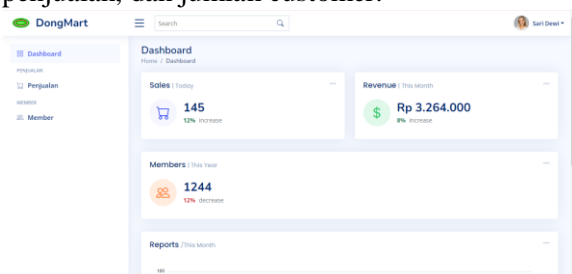 penjualan, dan jumlah customer.
DongMart
Search
Sari Dewi
Dashboard
PENJUALAN
Penjualan
MEMBER
Member
Dashboard
Home / Dashboard
Sales | Today
145
12% increase
Revenue | This Month
Rp 3.264.000
8% increase
Members | This Year
1244
12% decrease
Reports /This Month
100